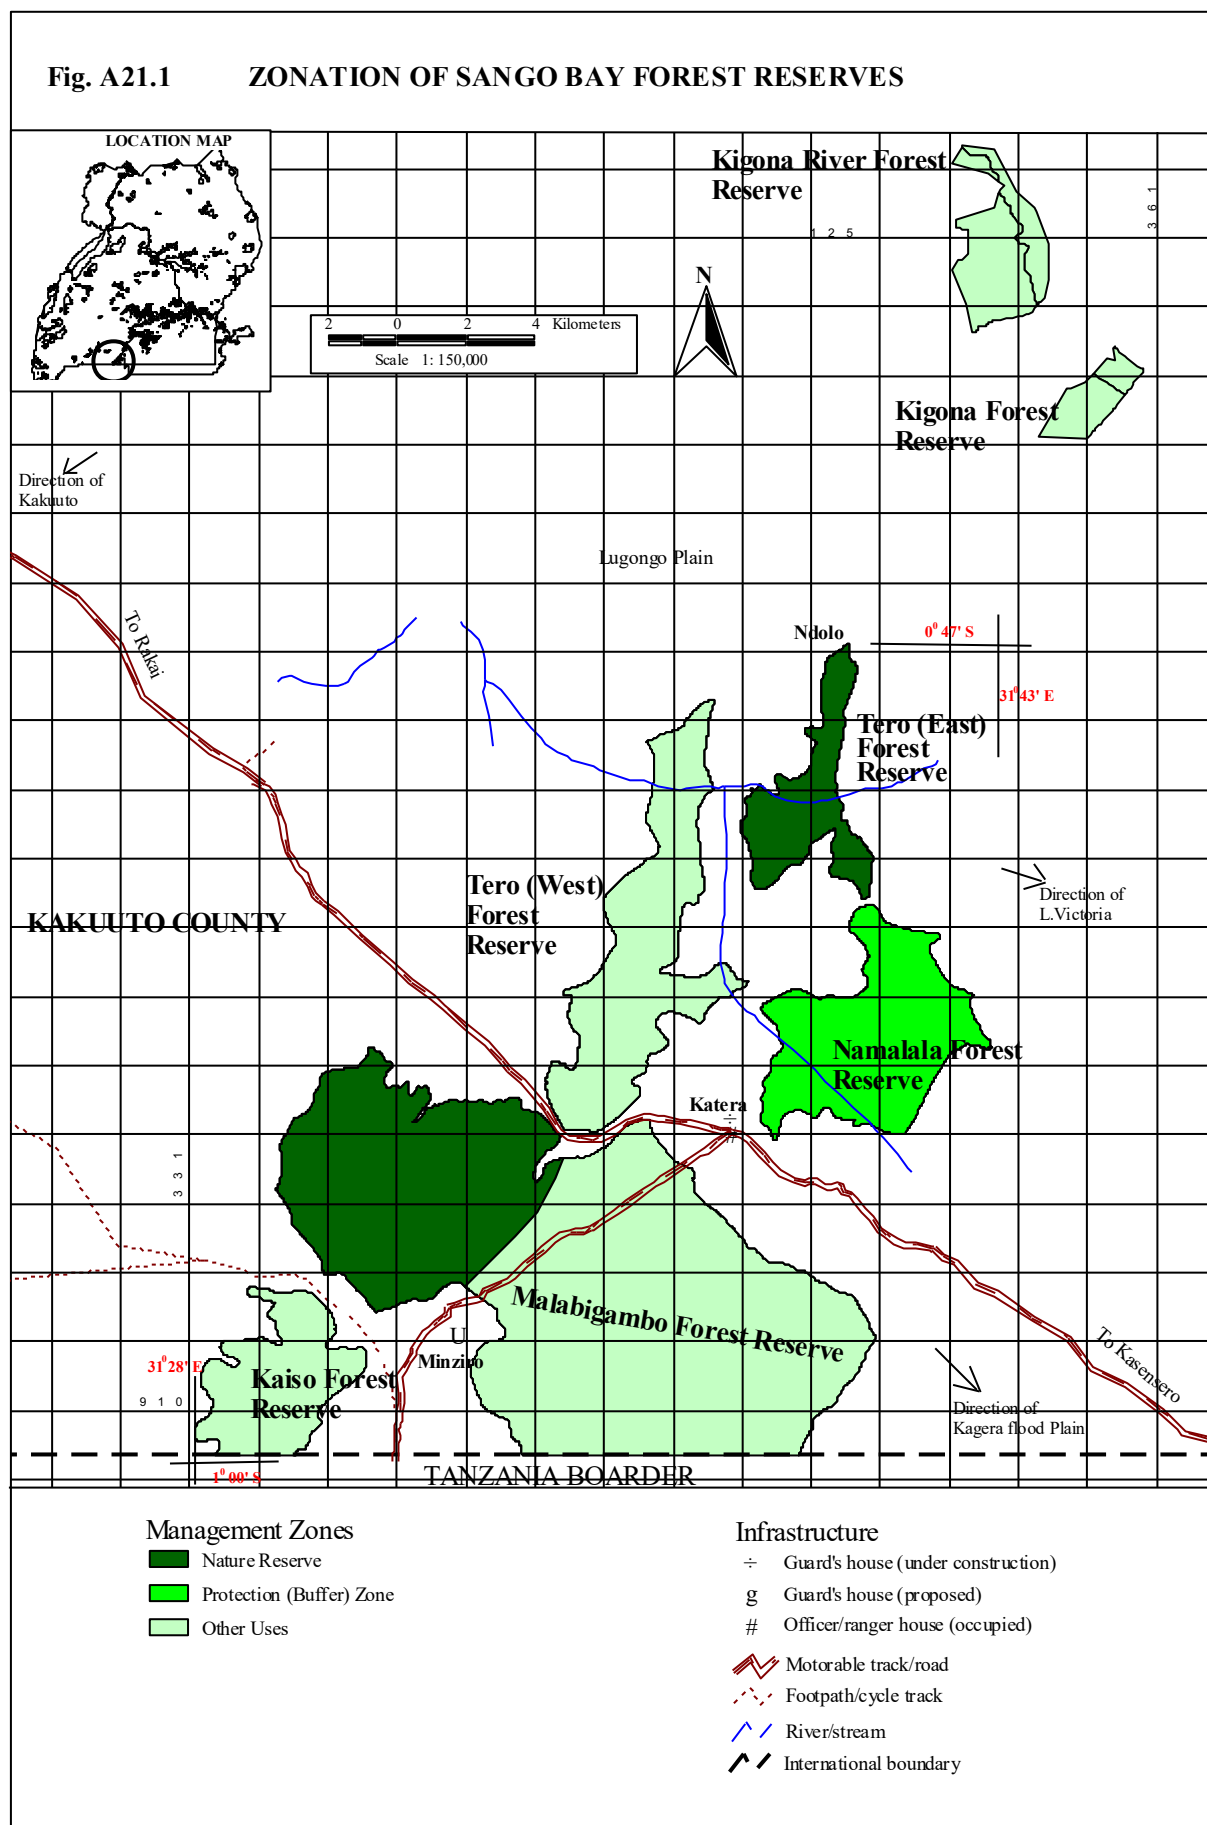 Fig. A21.1 ZONATION OF SANGO BAY FOREST RESERVES
LOCATION MAP
Kigona River Forest
Reserve
1 2 5
3 6 1
N
2 0 2 4 Kilometers
Scale 1: 150,000
Kigona Forest
Reserve
Direction of
Kakuuto
Lugongo Plain
To Rakai
Ndolo
0⁰ 47' S
31⁰ 43' E
Tero (East)
Forest
Reserve
Tero (West)
Forest
Reserve
Direction of
L.Victoria
KAKUUTO COUNTY
Namalala Forest
Reserve
Katera
÷
#
3 3 1
Malabigambo Forest Reserve
U
Minziro
To Kasensero
31⁰ 28' E
Kaiso Forest
Reserve
9 1 0
Direction of
Kagera flood Plain
1⁰ 00' S
TANZANIA BOARDER
Management Zones
Nature Reserve
Protection (Buffer) Zone
Other Uses
Infrastructure
÷ Guard's house (under construction)
g Guard's house (proposed)
# Officer/ranger house (occupied)
Motorable track/road
Footpath/cycle track
River/stream
International boundary